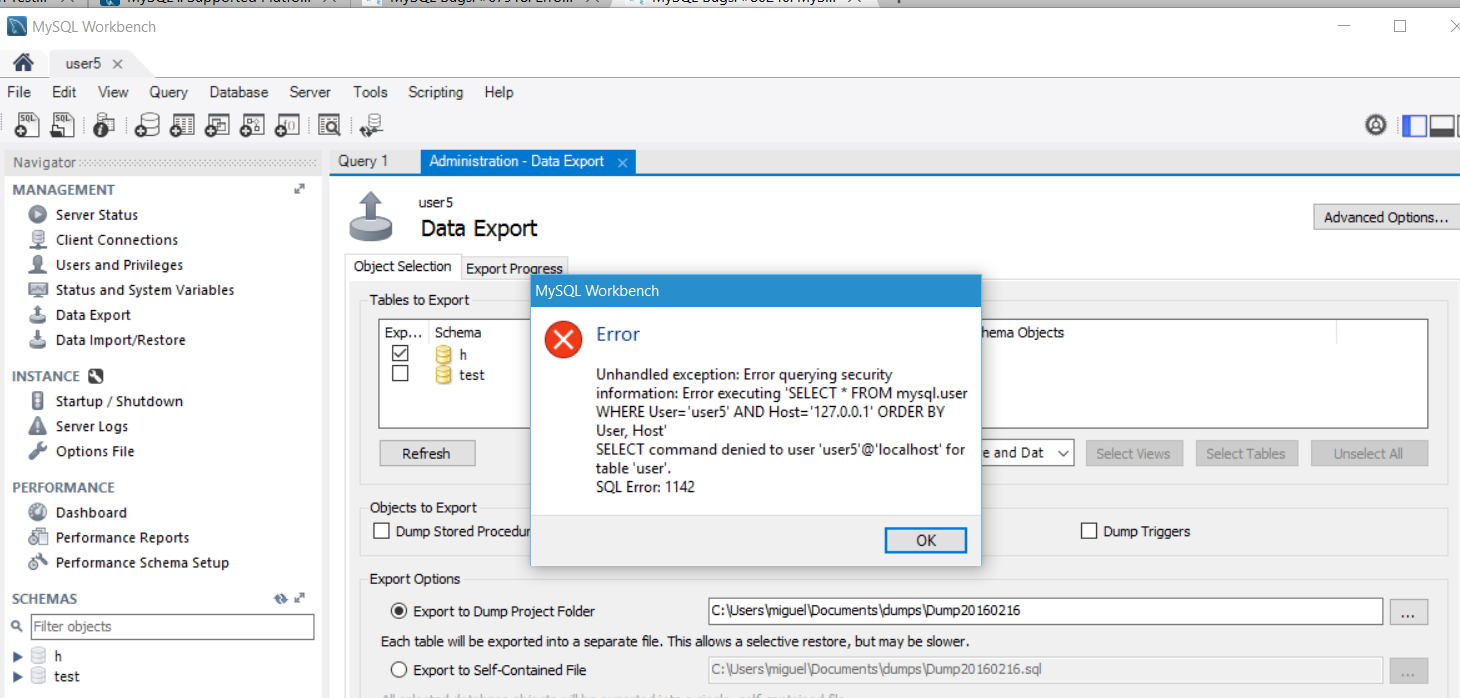 MySQL Workbench
user5
File Edit View Query Database Server Tools Scripting Help
Navigator
MANAGEMENT
Server Status
Client Connections
Users and Privileges
Status and System Variables
Data Export
Data Import/Restore
INSTANCE
Startup / Shutdown
Server Logs
Options File
PERFORMANCE
Dashboard
Performance Reports
Performance Schema Setup
SCHEMAS
Filter objects
h
test
Query 1
Administration - Data Export
user5
Data Export
Advanced Options...
Object Selection
Export Progress
Tables to Export
Exp... Schema
h
test
hema Objects
Refresh
e and Dat
Select Views
Select Tables
Unselect All
Objects to Export
Dump Stored Procedur
Dump Triggers
Export Options
Export to Dump Project Folder
C:\Users\miguel\Documents\dumps\Dump20160216
...
Each table will be exported into a separate file. This allows a selective restore, but may be slower.
Export to Self-Contained File
C:\Users\miguel\Documents\dumps\Dump20160216.sql
...
MySQL Workbench
Error
Unhandled exception: Error querying security
information: Error executing 'SELECT * FROM mysql.user
WHERE User='user5' AND Host='127.0.0.1' ORDER BY
User, Host'
SELECT command denied to user 'user5'@'localhost' for
table 'user'.
SQL Error: 1142
OK